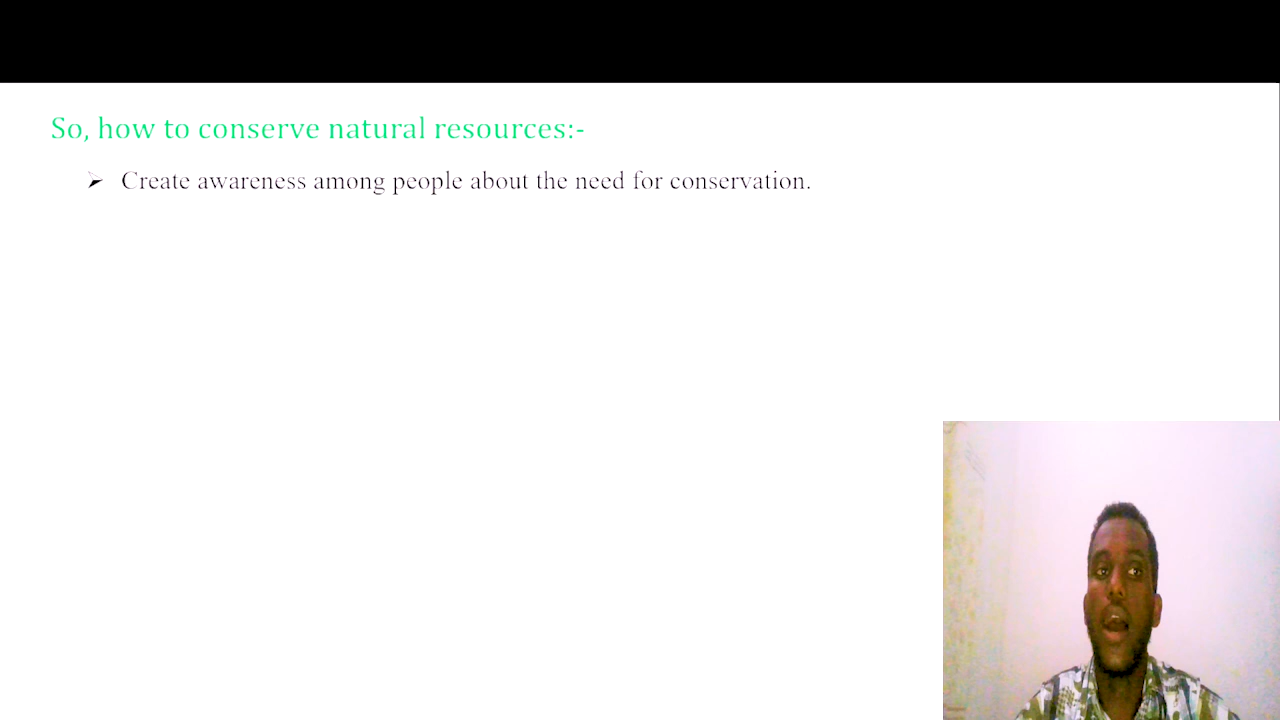 So, how to conserve natural resources:-
➢ Create awareness among people about the need for conservation.